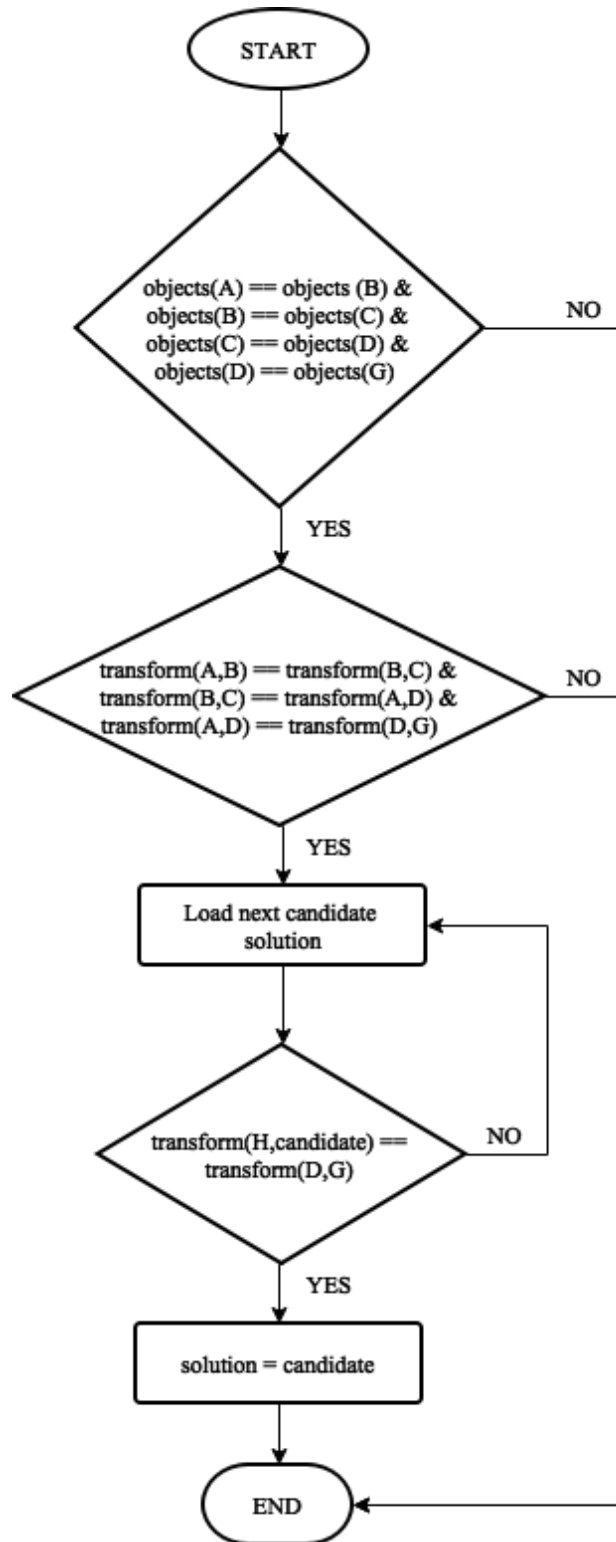 START
objects(A) == objects (B) &
objects(B) == objects(C) &
objects(C) == objects(D) &
objects(D) == objects(G)
NO
YES
transform(A,B) == transform(B,C) &
transform(B,C) == transform(A,D) &
transform(A,D) == transform(D,G)
NO
YES
Load next candidate
solution
transform(H,candidate) ==
transform(D,G)
NO
YES
solution = candidate
END